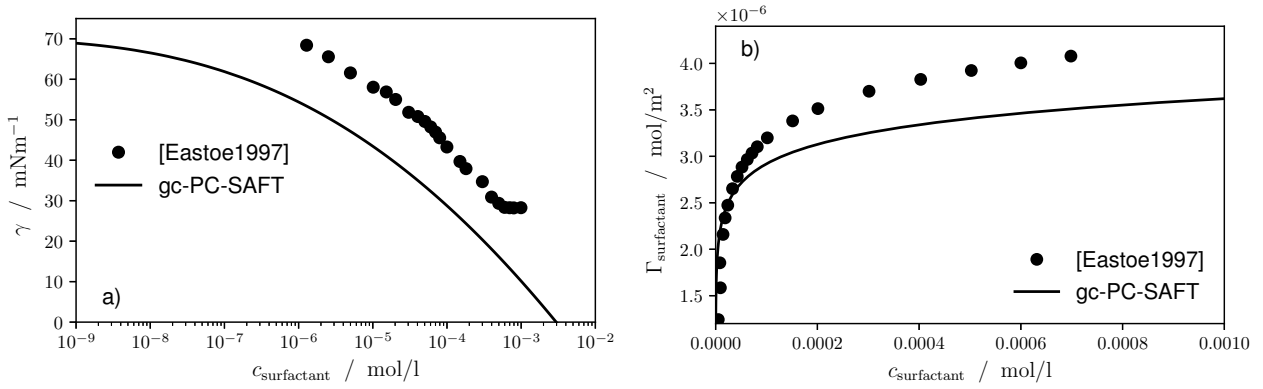 70
60
50
40
30
20
10
0
γ / mNm⁻¹
[Eastoe1997]
gc-PC-SAFT
a)
10⁻⁹ 10⁻⁸ 10⁻⁷ 10⁻⁶ 10⁻⁵ 10⁻⁴ 10⁻³ 10⁻²
c_surfactant / mol/l
×10⁻⁶
b)
4.0
3.5
3.0
2.5
2.0
1.5
Γ_surfactant / mol/m²
[Eastoe1997]
gc-PC-SAFT
0.0000 0.0002 0.0004 0.0006 0.0008 0.0010
c_surfactant / mol/l